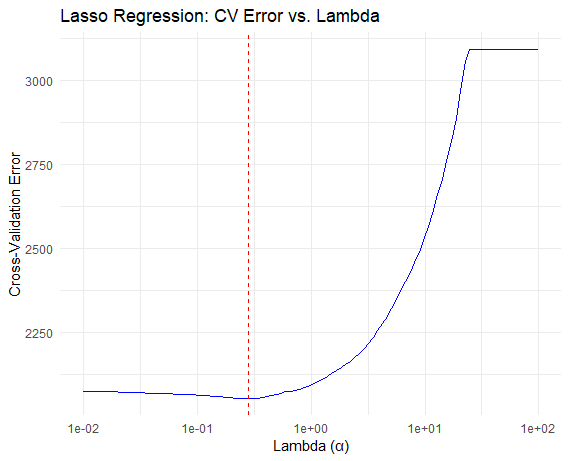 Lasso Regression: CV Error vs. Lambda
Cross-Validation Error
3000
2750
2500
2250
1e-02
1e-01
1e+00
1e+01
1e+02
Lambda (α)